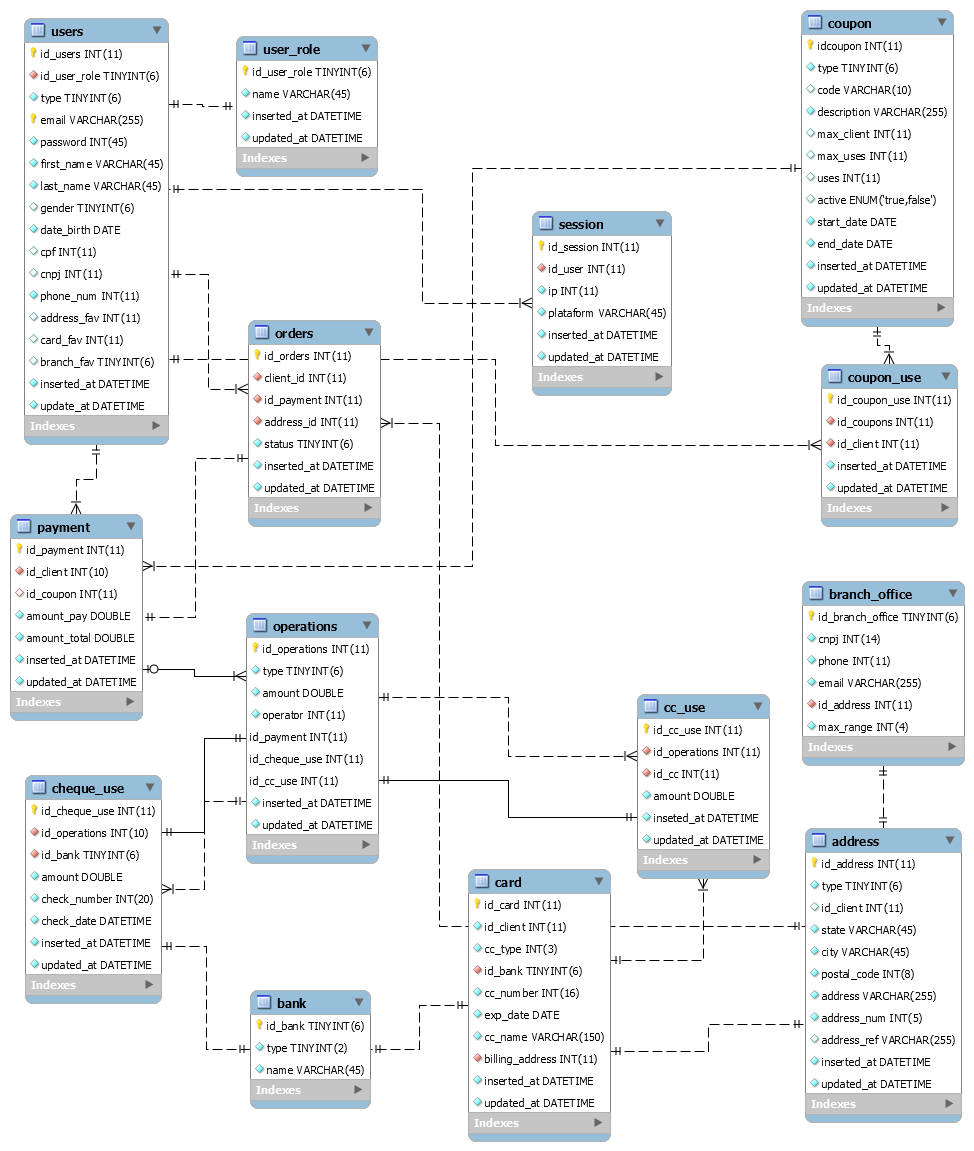 users
id_users INT(11)
id_user_role TINYINT(6)
type TINYINT(6)
email VARCHAR(255)
password INT(45)
first_name VARCHAR(45)
last_name VARCHAR(45)
gender TINYINT(6)
date_birth DATE
cpf INT(11)
cnpj INT(11)
phone_num INT(11)
address_fav INT(11)
card_fav INT(11)
branch_fav TINYINT(6)
inserted_at DATETIME
update_at DATETIME
Indexes
user_role
id_user_role TINYINT(6)
name VARCHAR(45)
inserted_at DATETIME
updated_at DATETIME
Indexes
coupon
idcoupon INT(11)
type TINYINT(6)
code VARCHAR(10)
description VARCHAR(255)
max_client INT(11)
max_uses INT(11)
uses INT(11)
active ENUM('true,false')
start_date DATE
end_date DATE
inserted_at DATETIME
updated_at DATETIME
Indexes
session
id_session INT(11)
id_user INT(11)
ip INT(11)
plataform VARCHAR(45)
inserted_at DATETIME
updated_at DATETIME
Indexes
orders
id_orders INT(11)
client_id INT(11)
id_payment INT(11)
address_id INT(11)
status TINYINT(6)
inserted_at DATETIME
updated_at DATETIME
Indexes
coupon_use
id_coupon_use INT(11)
id_coupons INT(11)
id_client INT(11)
inserted_at DATETIME
updated_at DATETIME
Indexes
payment
id_payment INT(11)
id_client INT(10)
id_coupon INT(11)
amount_pay DOUBLE
amount_total DOUBLE
inserted_at DATETIME
updated_at DATETIME
Indexes
operations
id_operations INT(11)
type TINYINT(6)
amount DOUBLE
operator INT(11)
id_payment INT(11)
id_cheque_use INT(11)
id_cc_use INT(11)
inserted_at DATETIME
updated_at DATETIME
Indexes
branch_office
id_branch_office TINYINT(6)
cnpj INT(14)
phone INT(11)
email VARCHAR(255)
id_address INT(11)
max_range INT(4)
Indexes
cc_use
id_cc_use INT(11)
id_operations INT(11)
id_cc INT(11)
amount DOUBLE
inseted_at DATETIME
updated_at DATETIME
Indexes
cheque_use
id_cheque_use INT(11)
id_operations INT(10)
id_bank TINYINT(6)
amount DOUBLE
check_number INT(20)
check_date DATETIME
inserted_at DATETIME
updated_at DATETIME
Indexes
card
id_card INT(11)
id_client INT(11)
cc_type INT(3)
id_bank TINYINT(6)
cc_number INT(16)
exp_date DATE
cc_name VARCHAR(150)
billing_address INT(11)
inserted_at DATETIME
updated_at DATETIME
Indexes
address
id_address INT(11)
type TINYINT(6)
id_client INT(11)
state VARCHAR(45)
city VARCHAR(45)
postal_code INT(8)
address VARCHAR(255)
address_num INT(5)
address_ref VARCHAR(255)
inserted_at DATETIME
updated_at DATETIME
Indexes
bank
id_bank TINYINT(6)
type TINYINT(2)
name VARCHAR(45)
Indexes